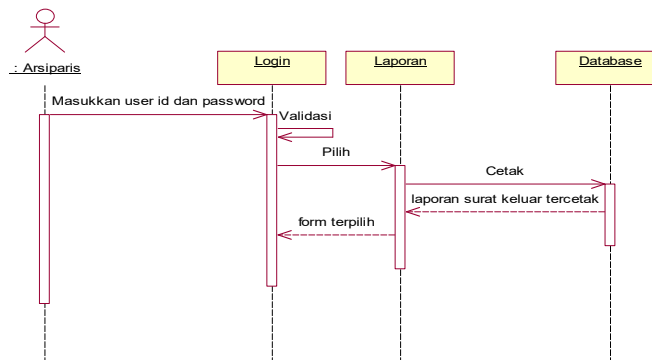 : Arsiparis
Login
Laporan
Database
Masukkan user id dan password
Validasi
Pilih
Cetak
laporan surat keluar tercetak
form terpilih